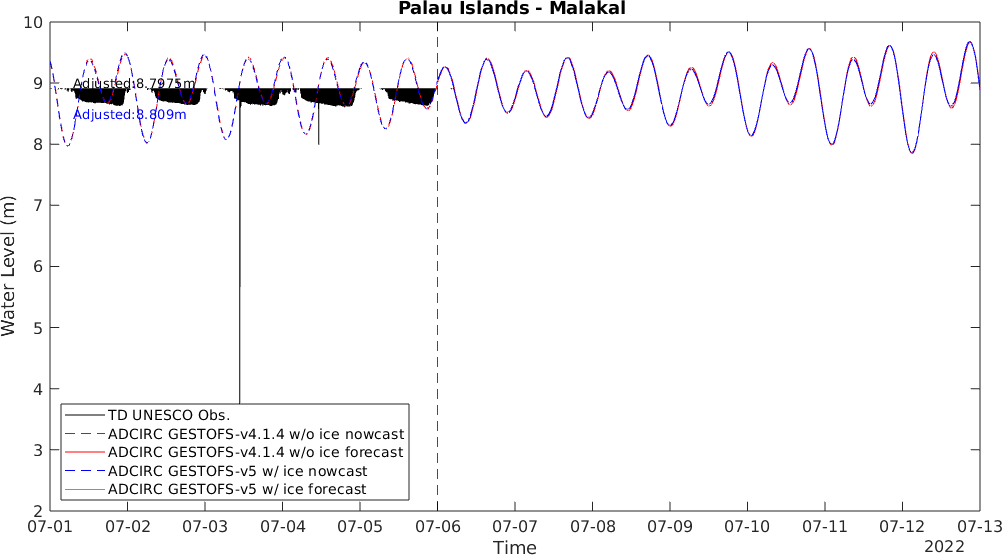 Palau Islands - Malakal
10
9
8
7
6
5
4
3
2
Water Level (m)
Adjusted:8.7975m
Adjusted:8.809m
TD UNESCO Obs.
ADCIRC GESTOFS-v4.1.4 w/o ice nowcast
ADCIRC GESTOFS-v4.1.4 w/o ice forecast
ADCIRC GESTOFS-v5 w/ ice nowcast
ADCIRC GESTOFS-v5 w/ ice forecast
07-01 07-02 07-03 07-04 07-05 07-06 07-07 07-08 07-09 07-10 07-11 07-12 07-13
Time
2022